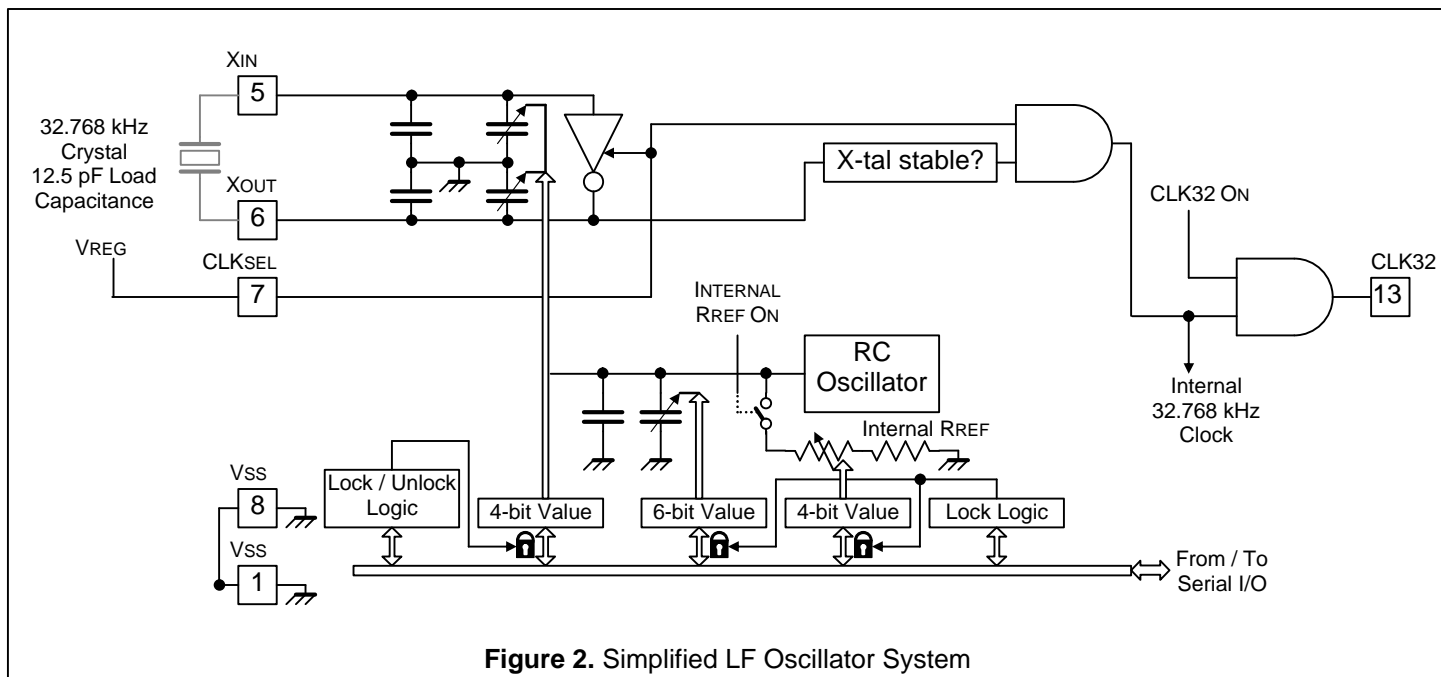 XIN
5
32.768 kHz
Crystal
12.5 pF Load
Capacitance
XOUT
6
VREG
CLKSEL
7
X-tal stable?
CLK32 ON
CLK32
13
INTERNAL
RREF ON
RC
Oscillator
Internal
32.768 kHz
Clock
Internal RREF
VSS
8
VSS
1
Lock / Unlock
Logic
4-bit Value
6-bit Value
4-bit Value
Lock Logic
From / To
Serial I/O
Figure 2. Simplified LF Oscillator System